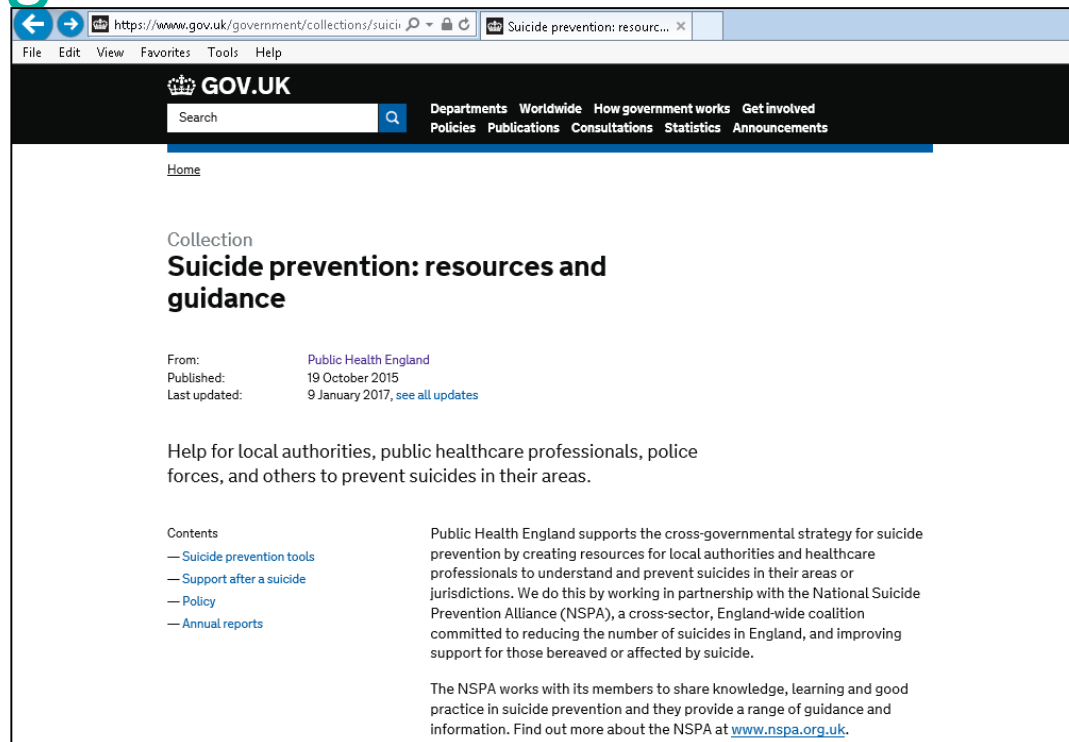 https://www.gov.uk/government/collections/suicid
Suicide prevention: resourc...
File Edit View Favorites Tools Help
GOV.UK
Search
Departments Worldwide How government works Get involved
Policies Publications Consultations Statistics Announcements
Home
Collection
Suicide prevention: resources and
guidance
From: Public Health England
Published: 19 October 2015
Last updated: 9 January 2017, see all updates
Help for local authorities, public healthcare professionals, police
forces, and others to prevent suicides in their areas.
Contents
— Suicide prevention tools
— Support after a suicide
— Policy
— Annual reports
Public Health England supports the cross-governmental strategy for suicide
prevention by creating resources for local authorities and healthcare
professionals to understand and prevent suicides in their areas or
jurisdictions. We do this by working in partnership with the National Suicide
Prevention Alliance (NSPA), a cross-sector, England-wide coalition
committed to reducing the number of suicides in England, and improving
support for those bereaved or affected by suicide.
The NSPA works with its members to share knowledge, learning and good
practice in suicide prevention and they provide a range of guidance and
information. Find out more about the NSPA at www.nspa.org.uk.